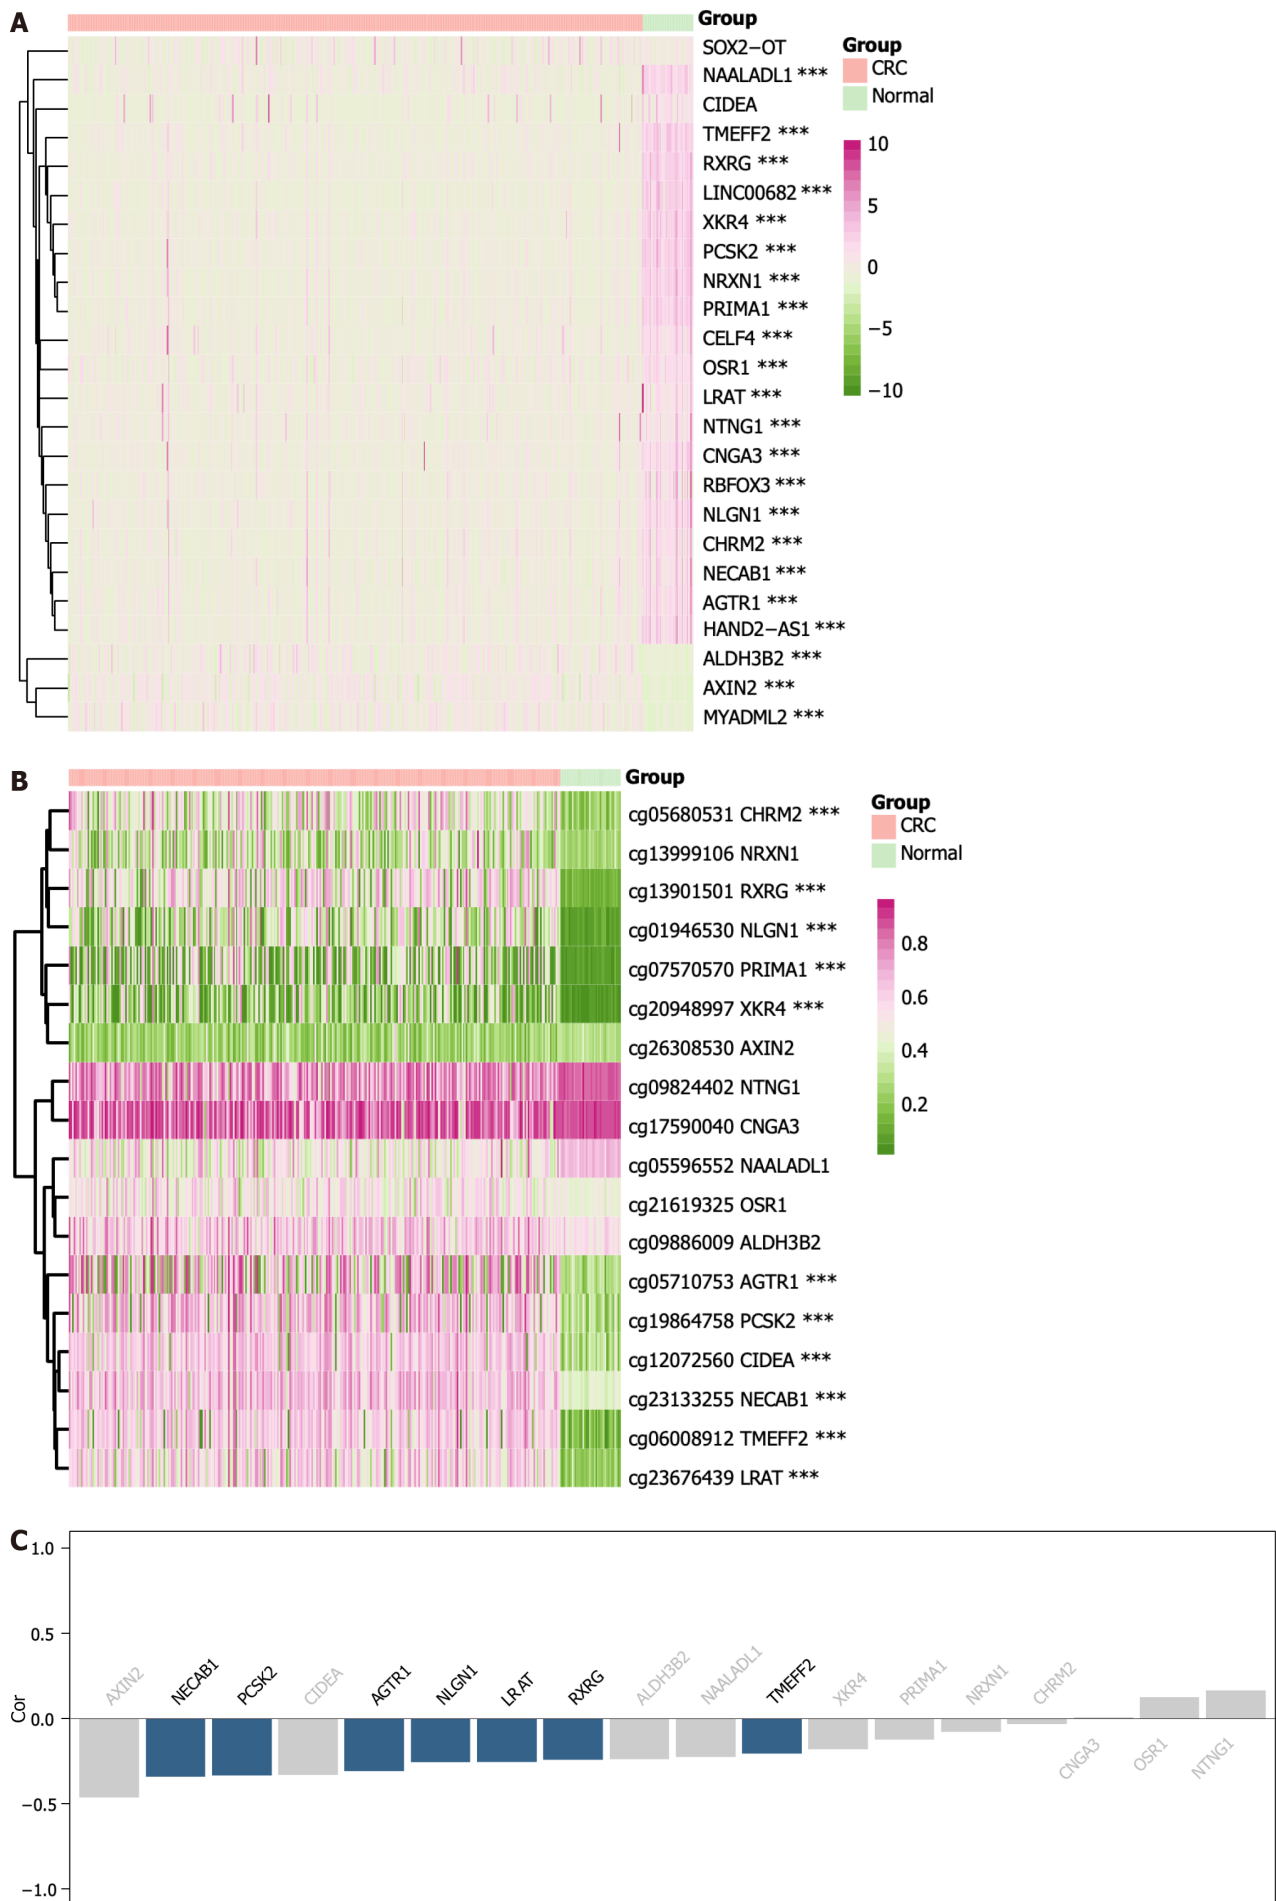 A
Group
SOX2−OT
NAALADL1 ***
CIDEA
TMEFF2 ***
RXRG ***
LINC00682 ***
XKR4 ***
PCSK2 ***
NRXN1 ***
PRIMA1 ***
CELF4 ***
OSR1 ***
LRAT ***
NTNG1 ***
CNGA3 ***
RBFOX3 ***
NLGN1 ***
CHRM2 ***
NECAB1 ***
AGTR1 ***
HAND2−AS1 ***
ALDH3B2 ***
AXIN2 ***
MYADML2 ***
Group
CRC
Normal
10
5
0
−5
−10
B
Group
cg05680531 CHRM2 ***
cg13999106 NRXN1
cg13901501 RXRG ***
cg01946530 NLGN1 ***
cg07570570 PRIMA1 ***
cg20948997 XKR4 ***
cg26308530 AXIN2
cg09824402 NTNG1
cg17590040 CNGA3
cg05596552 NAALADL1
cg21619325 OSR1
cg09886009 ALDH3B2
cg05710753 AGTR1 ***
cg19864758 PCSK2 ***
cg12072560 CIDEA ***
cg23133255 NECAB1 ***
cg06008912 TMEFF2 ***
cg23676439 LRAT ***
Group
CRC
Normal
0.8
0.6
0.4
0.2
C
Cor
1.0
0.5
0.0
−0.5
−1.0
AXIN2
NECAB1
PCSK2
CIDEA
AGTR1
NLGN1
LRAT
RXRG
ALDH3B2
NAALADL1
TMEFF2
XKR4
PRIMA1
NRXN1
CHRM2
CNGA3
OSR1
NTNG1